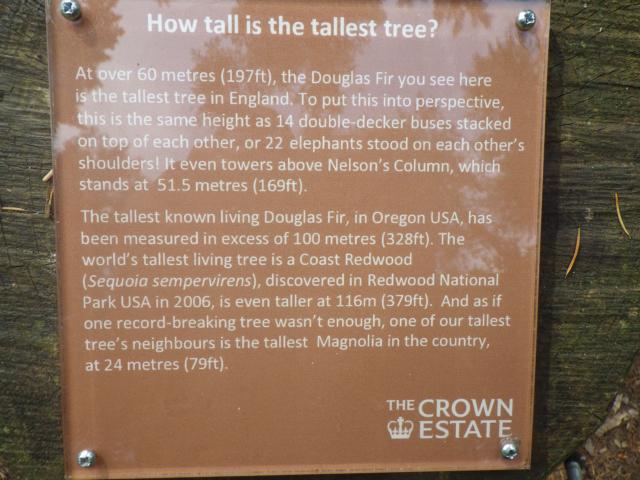 How tall is the tallest tree?
At over 60 metres (197ft), the Douglas Fir you see here
is the tallest tree in England. To put this into perspective,
this is the same height as 14 double-decker buses stacked
on top of each other, or 22 elephants stood on each other's
shoulders! It even towers above Nelson's Column, which
stands at 51.5 metres (169ft).
The tallest known living Douglas Fir, in Oregon USA, has
been measured in excess of 100 metres (328ft). The
world's tallest living tree is a Coast Redwood
(Sequoia sempervirens), discovered in Redwood National
Park USA in 2006, is even taller at 116m (379ft). And as if
one record-breaking tree wasn't enough, one of our tallest
tree's neighbours is the tallest Magnolia in the country,
at 24 metres (79ft).
THE CROWN
ESTATE